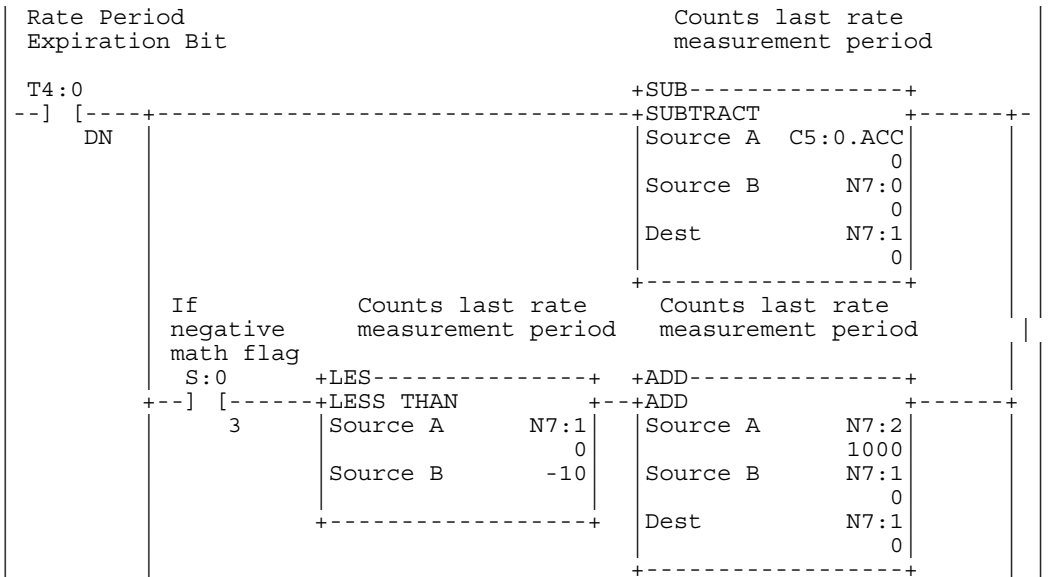 Rate Period Counts last rate
Expiration Bit measurement period
T4:0 +SUB---------------+
--] [----+--------------------------------+SUBTRACT +------+-
DN Source A C5:0.ACC
0
Source B N7:0
0
Dest N7:1
0
+------------------+
If Counts last rate Counts last rate
negative measurement period measurement period
math flag
S:0 +LES---------------+ +ADD---------------+
+--] [------+LESS THAN +--+ADD +------+
3 Source A N7:1 Source A N7:2
0 1000
Source B -10 Source B N7:1
0
+------------------+ Dest N7:1
0
+------------------+